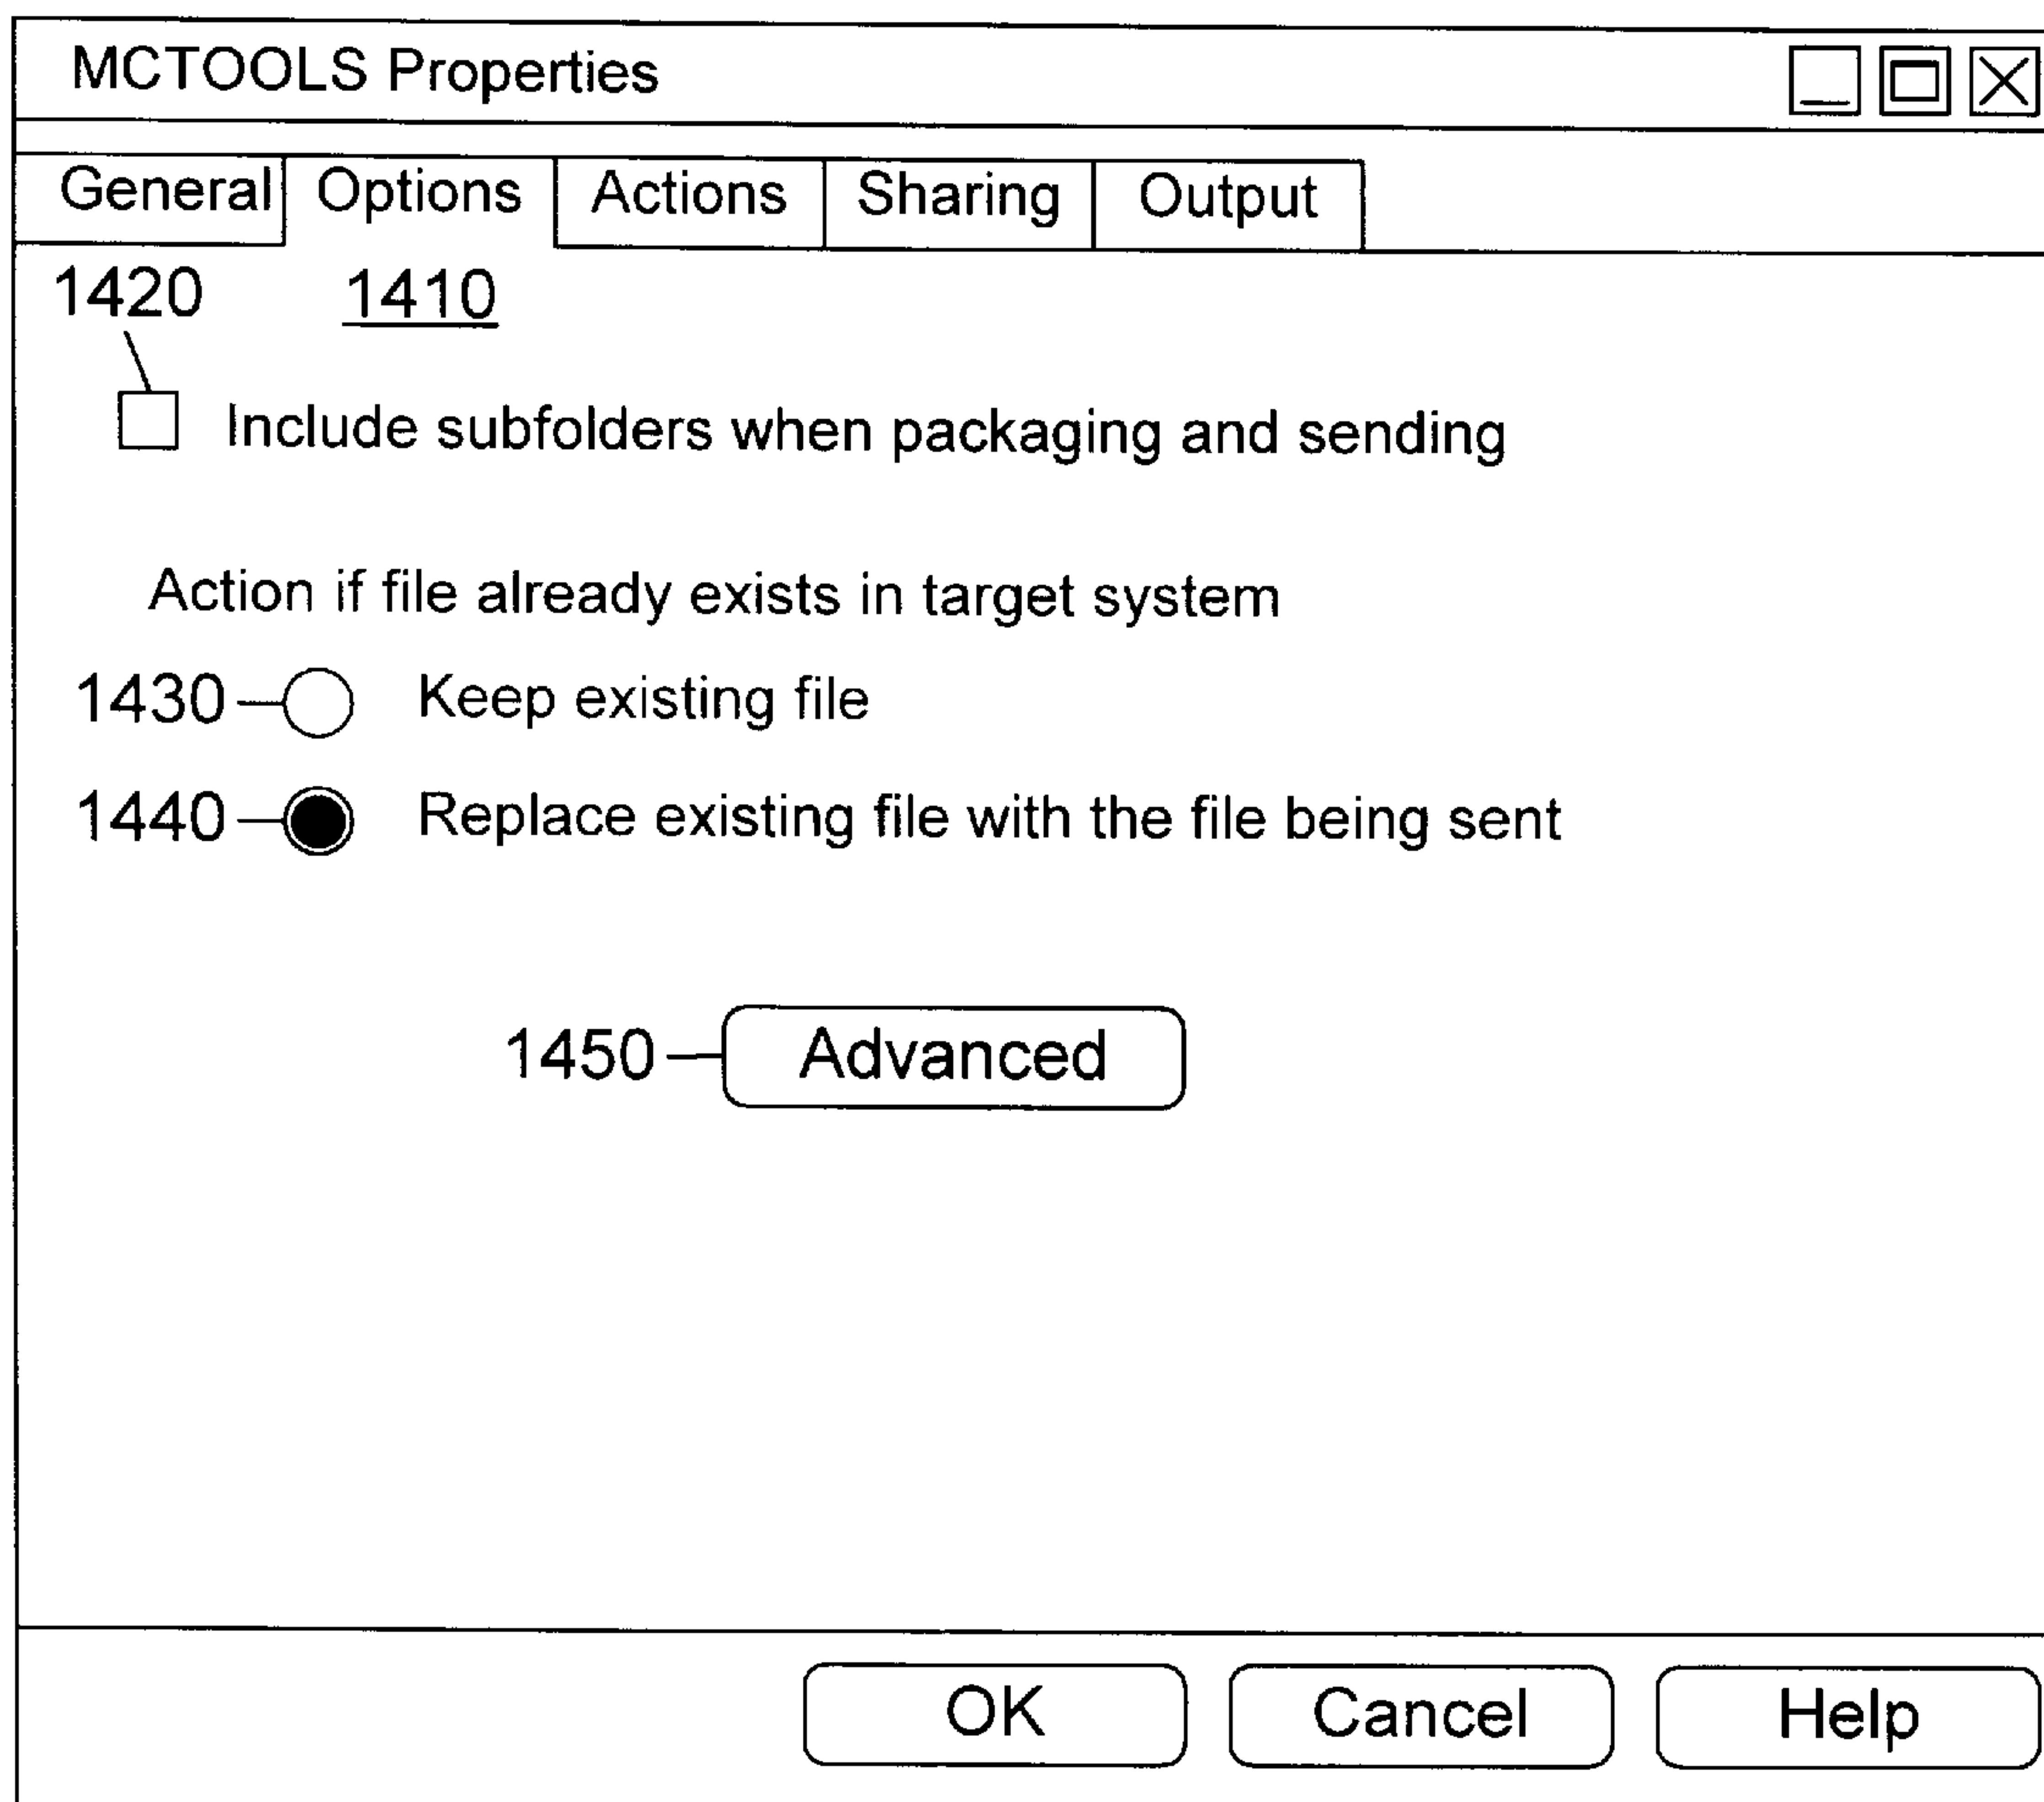 MCTOOLS Properties
General Options Actions Sharing Output
1420 1410
Include subfolders when packaging and sending
Action if file already exists in target system
1430 Keep existing file
1440 Replace existing file with the file being sent
1450 Advanced
OK Cancel Help